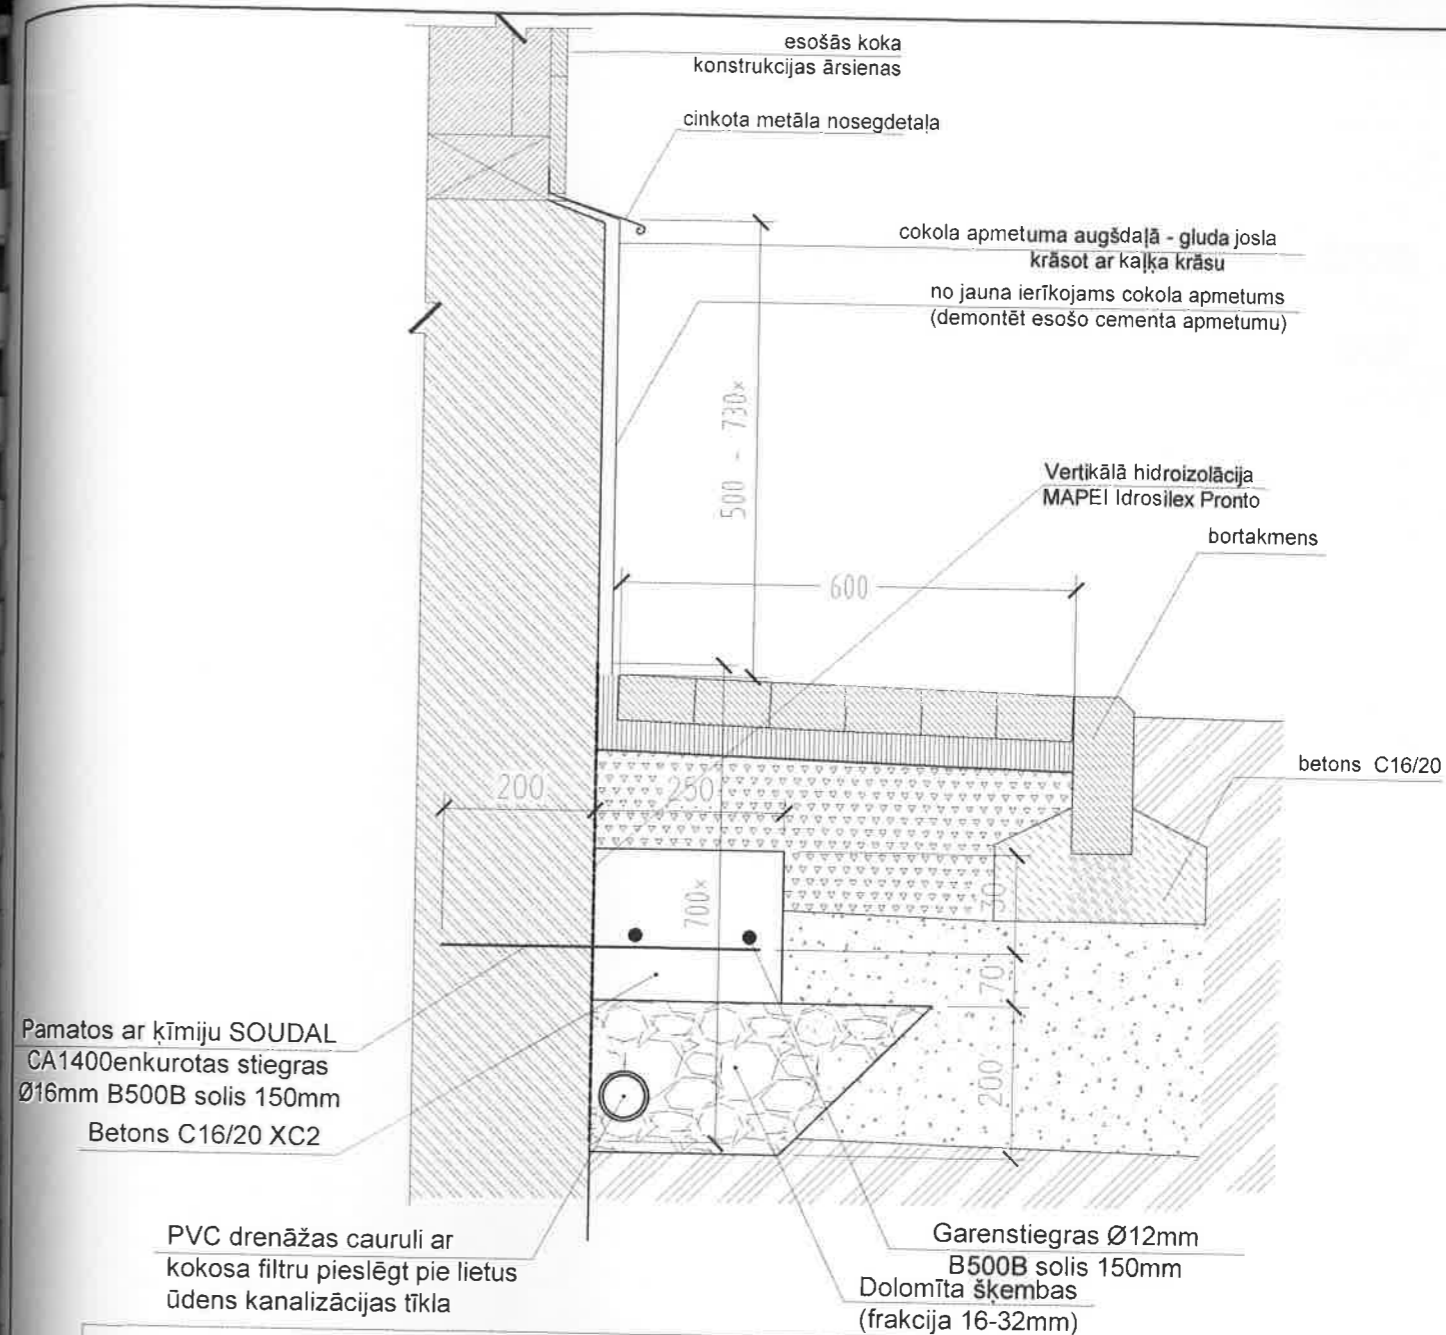 esošās koka
konstrukcijas ārsienas
cinkota metāla nosegdetaļa
cokola apmetuma augšdaļā - gluda josla
krāsot ar kaļķa krāsu
no jauna ierīkojams cokola apmetums
(demontēt esošo cementa apmetumu)
500 - 730×
Vertikālā hidroizolācija
MAPEI Idrosilex Pronto
bortakmens
600
betons C16/20
200
250
700×
30
70
200
Pamatos ar ķīmiju SOUDAL
CA1400enkurotas stiegras
Ø16mm B500B solis 150mm
Betons C16/20 XC2
PVC drenāžas cauruli ar
kokosa filtru pieslēgt pie lietus
ūdens kanalizācijas tīkla
Garenstiegras Ø12mm
B500B solis 150mm
Dolomīta šķembas
(frakcija 16-32mm)